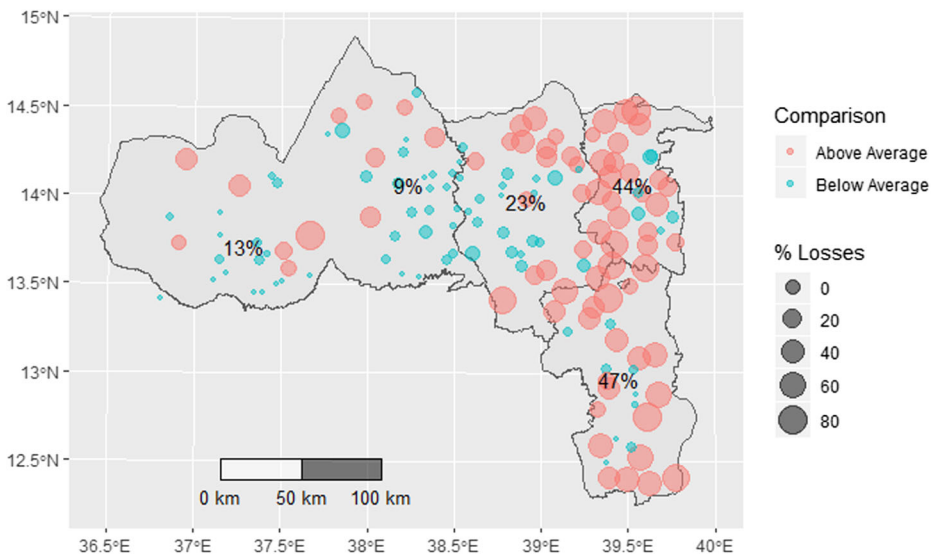 15°N
14.5°N
14°N
13.5°N
13°N
12.5°N
9%
44%
23%
13%
47%
0 km 50 km 100 km
36.5°E 37°E 37.5°E 38°E 38.5°E 39°E 39.5°E 40°E
Comparison
Above Average
Below Average
% Losses
0
20
40
60
80